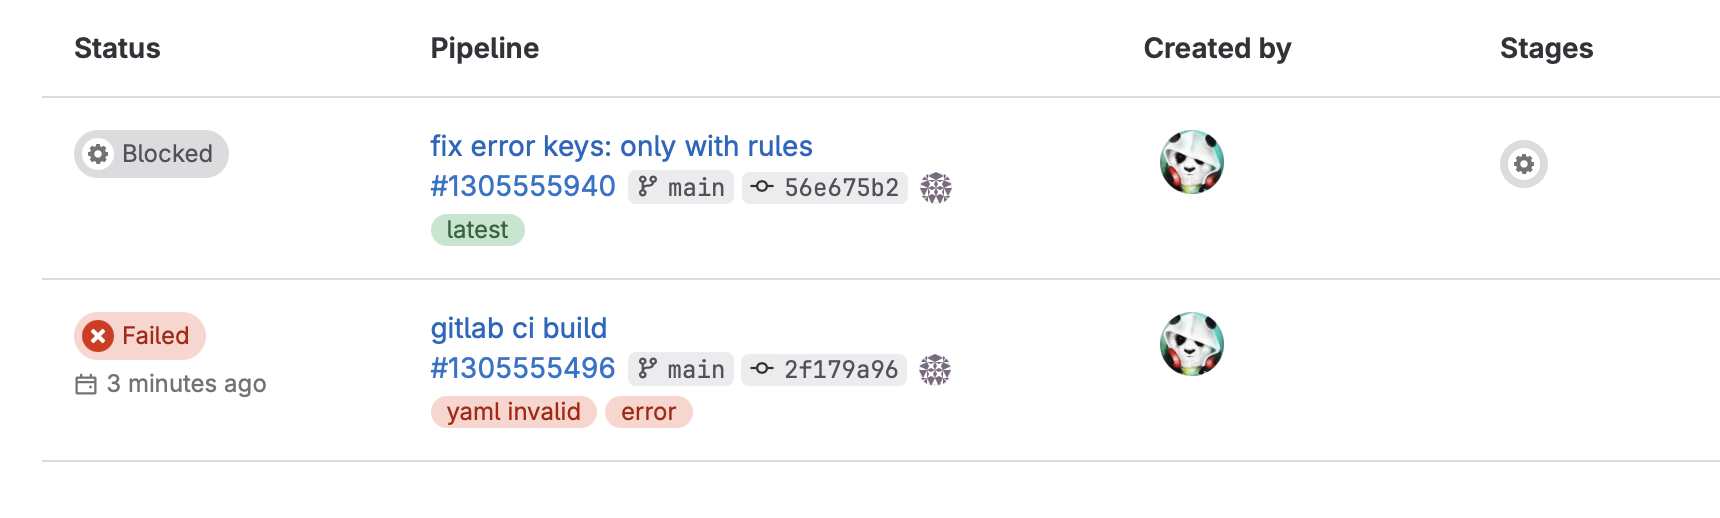 Status Pipeline Created by Stages
Blocked
fix error keys: only with rules
#1305555940 main 56e675b2
latest
Failed
3 minutes ago
gitlab ci build
#1305555496 main 2f179a96
yaml invalid error